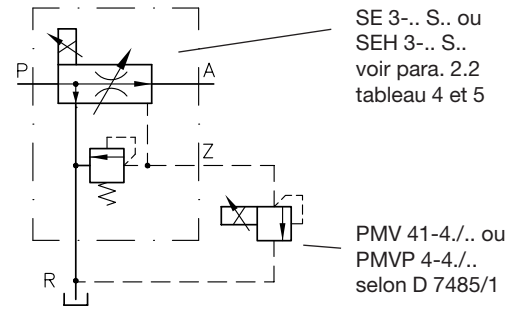 SE 3-.. S.. ou
SEH 3-.. S..
voir para. 2.2
tableau 4 et 5
P
A
Z
R
PMV 41-4./.. ou
PMVP 4-4./..
selon D 7485/1